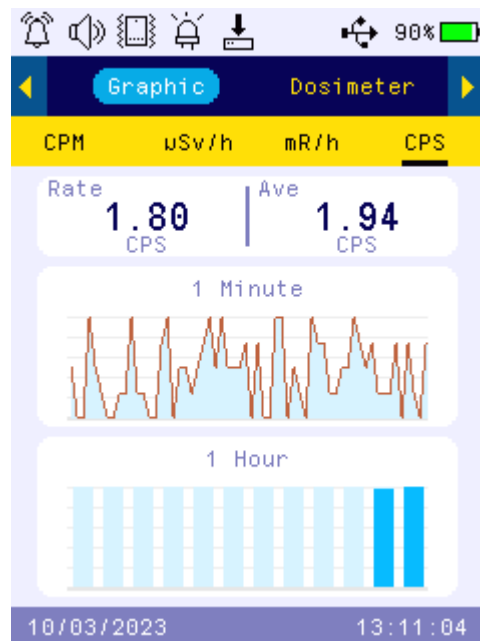 90%
Graphic Dosimeter
CPM µSv/h mR/h CPS
Rate Ave
1.80 1.94
CPS CPS
1 Minute
1 Hour
10/03/2023 13:11:04